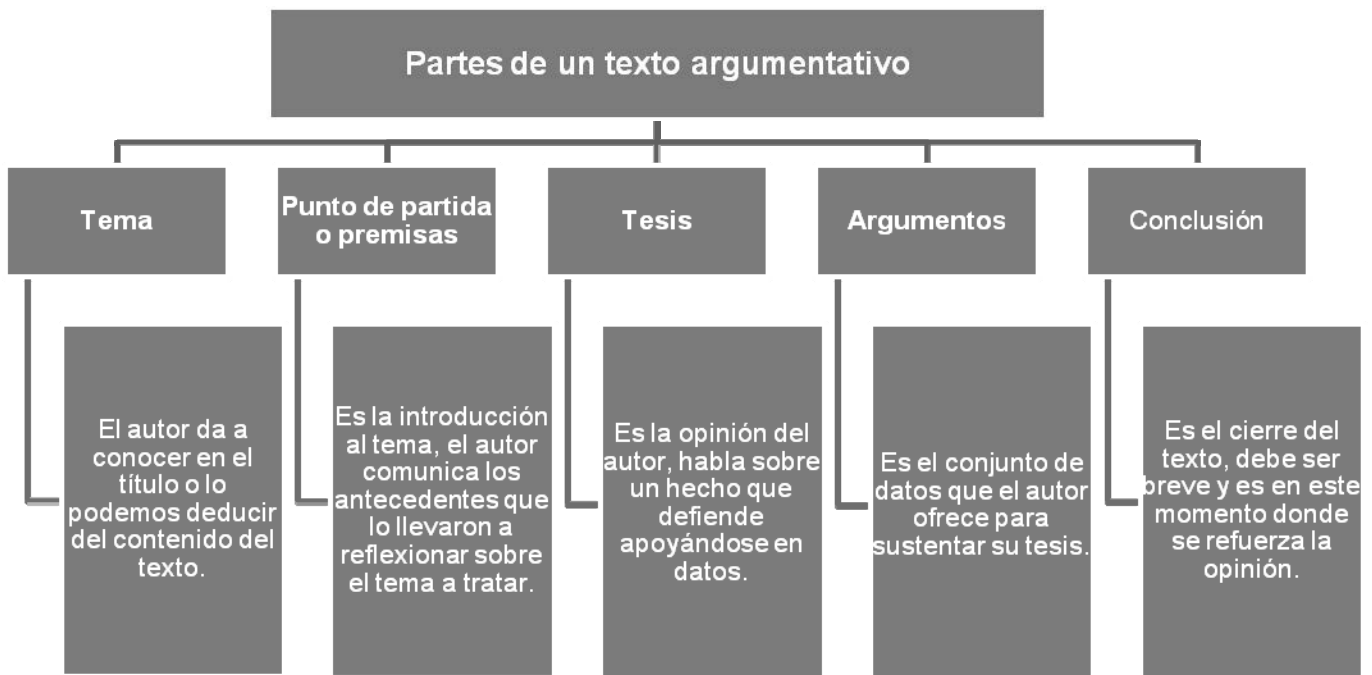 Partes de un texto argumentativo
Tema
Punto de partida
o premisas
Tesis
Argumentos
Conclusión
El autor da a
conocer en el
título o lo
podemos deducir
del contenido del
texto.
Es la introducción
al tema, el autor
comunica los
antecedentes que
lo llevaron a
reflexionar sobre
el tema a tratar.
Es la opinión del
autor, habla sobre
un hecho que
defiende
apoyándose en
datos.
Es el conjunto de
datos que el autor
ofrece para
sustentar su tesis.
Es el cierre del
texto, debe ser
breve y es en este
momento donde
se refuerza la
opinión.